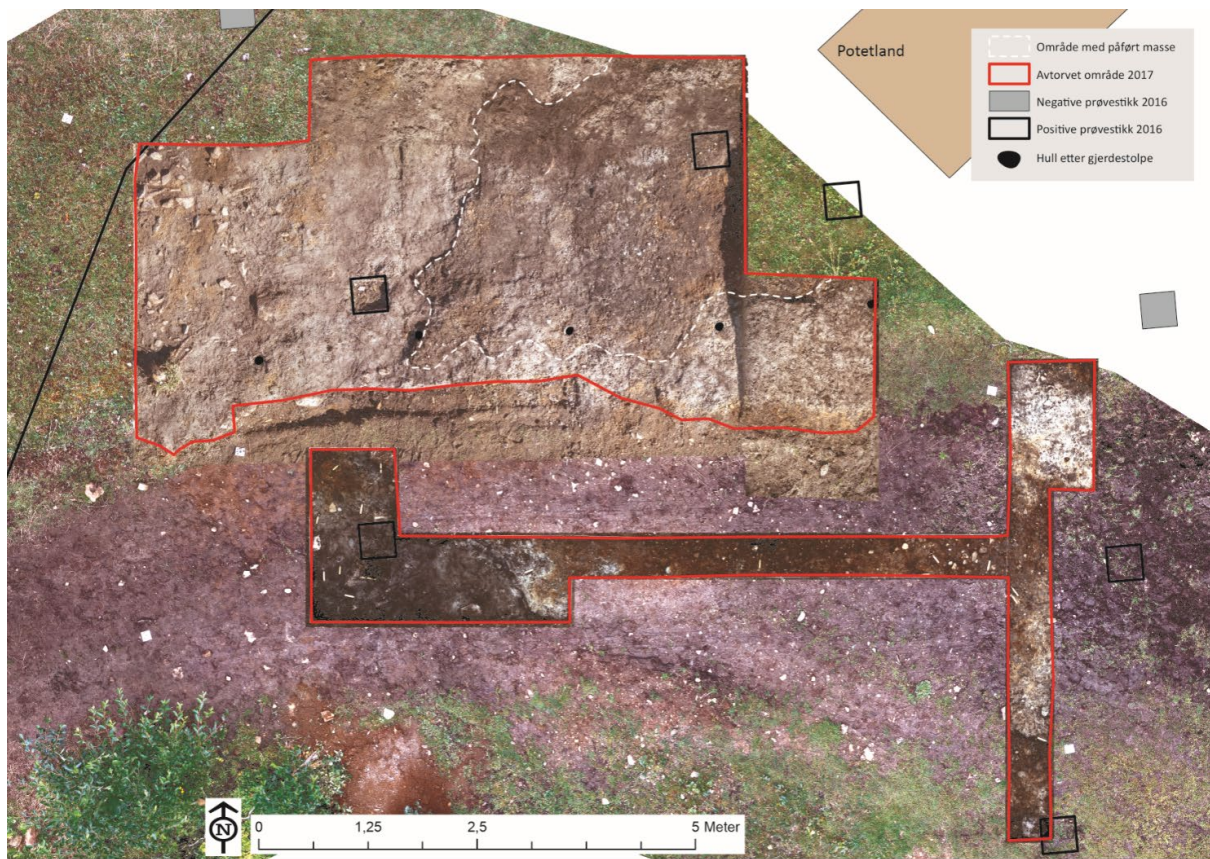 Potetland
Område med påført masse
Avtorvet område 2017
Negative prøvestikk 2016
Positive prøvestikk 2016
Hull etter gjerdestolpe
N
0 1,25 2,5 5 Meter